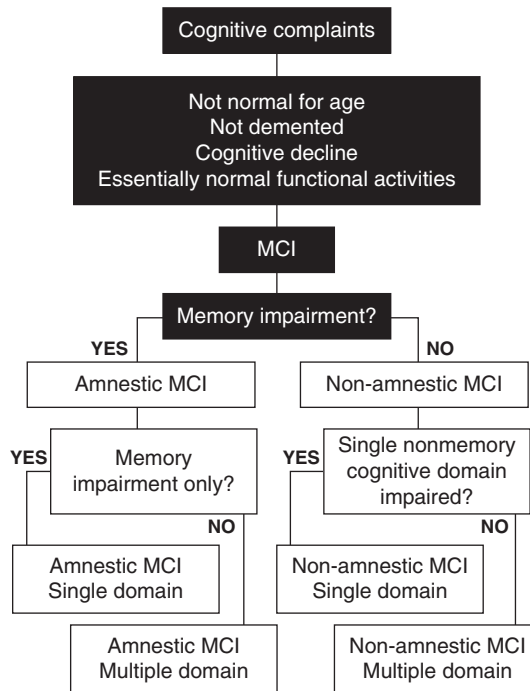 Cognitive complaints
Not normal for age
Not demented
Cognitive decline
Essentially normal functional activities
MCI
Memory impairment?
YES
NO
Amnestic MCI
Non-amnestic MCI
YES
Memory
impairment only?
NO
YES
Single nonmemory
cognitive domain
impaired?
NO
Amnestic MCI
Single domain
Non-amnestic MCI
Single domain
Amnestic MCI
Multiple domain
Non-amnestic MCI
Multiple domain